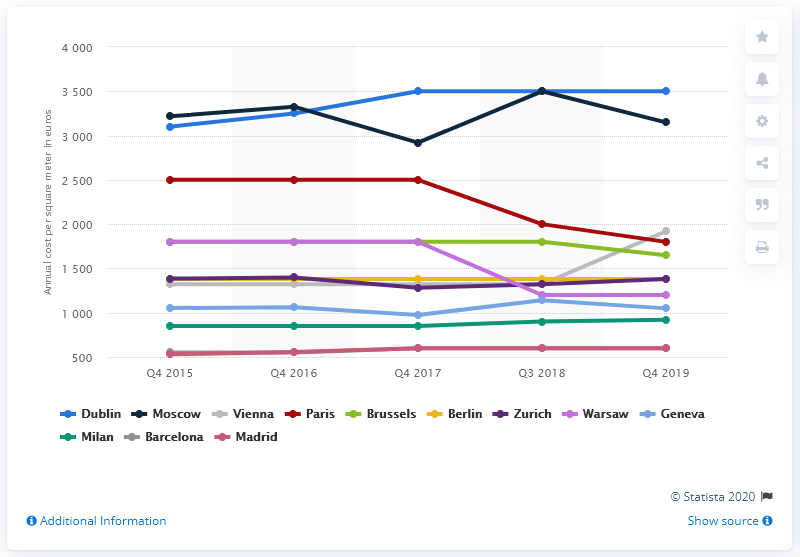 4 000
3 500
3 000
2 500
2 000
1 500
1 000
500
Annual cost per square meter in euros
Q4 2015 Q4 2016 Q4 2017 Q3 2018 Q4 2019
Dublin Moscow Vienna Paris Brussels Berlin Zurich Warsaw Geneva
Milan Barcelona Madrid
© Statista 2020
Additional Information Show source